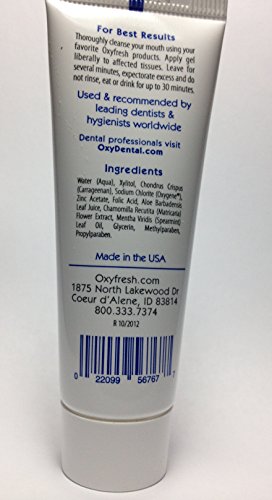 For Best Results
Thoroughly cleanse your mouth using your
favorite Oxyfresh products. Apply gel
liberally to affected tissues. Leave for
several minutes, expectorate excess and do
not rinse, eat or drink for up to 30 minutes.
Used & recommended by
leading dentists &
hygienists worldwide
Dental professionals visit
OxyDental.com
Ingredients
Water (Aqua), Xylitol, Chondrus Crispus
(Carrageenan), Sodium Chlorite (Oxygene®),
Zinc Acetate, Folic Acid, Aloe Barbadensis
Leaf Juice, Chamomilla Recutita (Matricaria)
Flower Extract, Mentha Viridis (Spearmint)
Leaf Oil, Glycerin, Methylparaben,
Propylparaben.
Made in the USA
Oxyfresh.com
1875 North Lakewood Dr
Coeur d'Alene, ID 83814
800.333.7374
R 10/2012
0 22099 56767 7